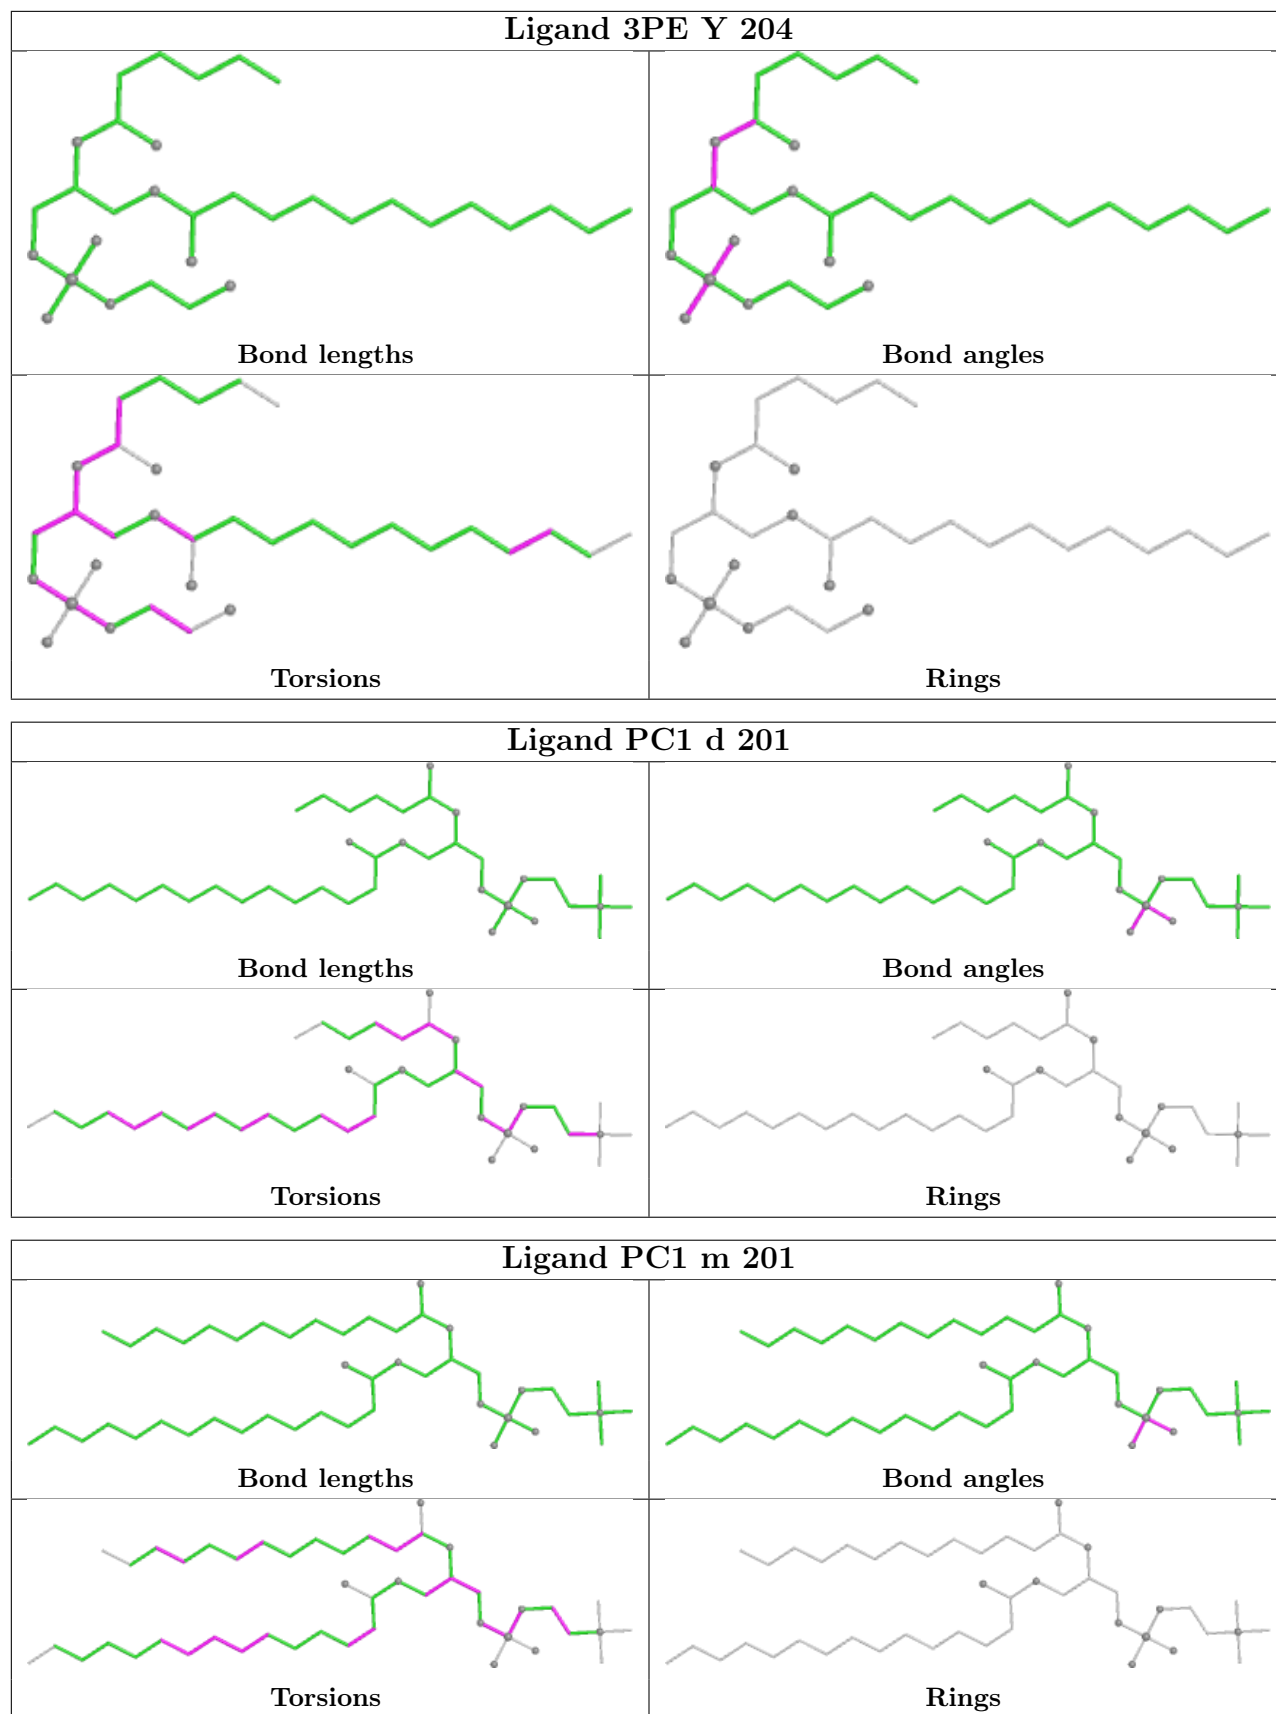 Ligand 3PE Y 204
Bond lengths
Bond angles
Torsions
Rings
Ligand PC1 d 201
Bond lengths
Bond angles
Torsions
Rings
Ligand PC1 m 201
Bond lengths
Bond angles
Torsions
Rings